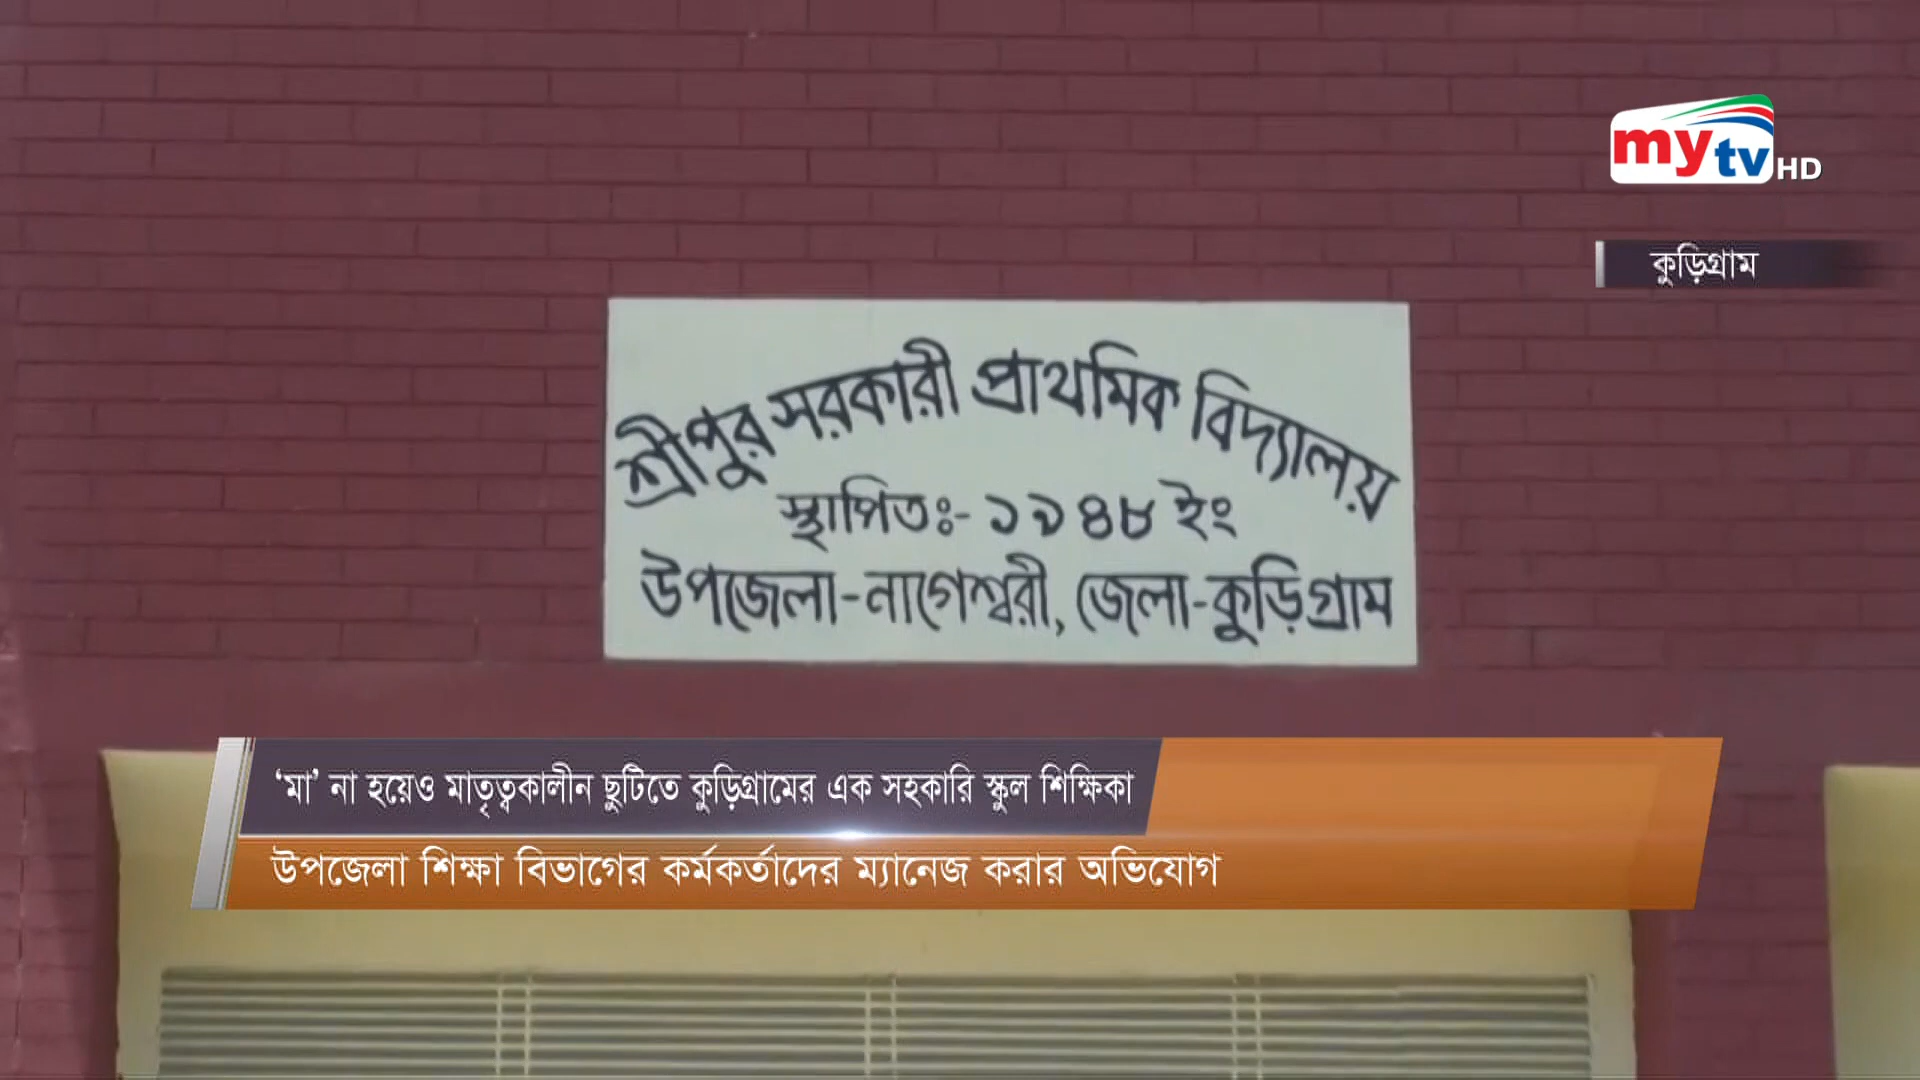 mytv HD
কুড়িগ্রাম
শ্রীপুর সরকারী প্রাথমিক বিদ্যালয়
স্থাপিতঃ- ১৯৪৮ ইং
উপজেলা-নাগেশ্বরী, জেলা-কুড়িগ্রাম
‘মা’ না হয়েও মাতৃত্বকালীন ছুটিতে কুড়িগ্রামের এক সহকারি স্কুল শিক্ষিকা
উপজেলা শিক্ষা বিভাগের কর্মকর্তাদের ম্যানেজ করার অভিযোগ